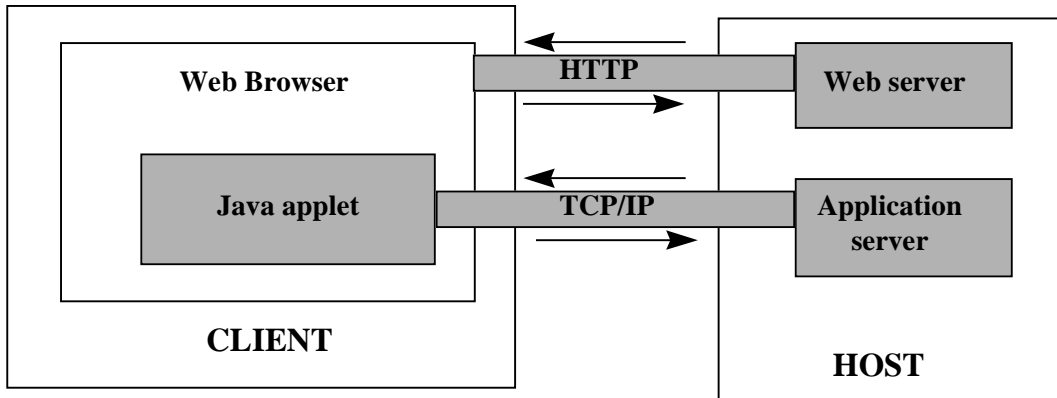 HTTP
Web Browser
Web server
Java applet
TCP/IP
Application
server
CLIENT
HOST